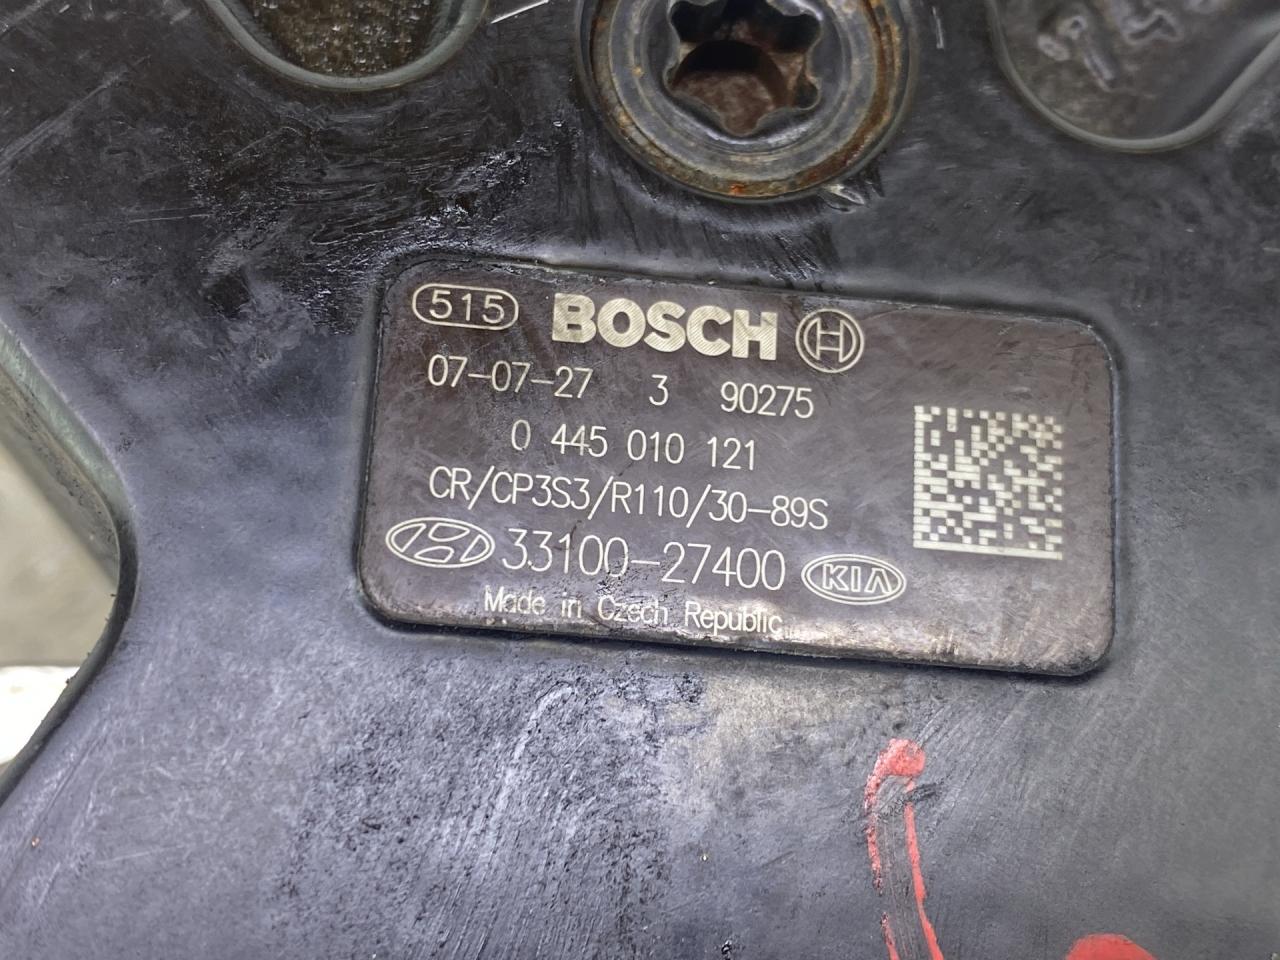 515 BOSCH
07-07-27 3 90275
0 445 010 121
CR/CP3S3/R110/30-89S
33100-27400 KIA
Made in Czech Republic